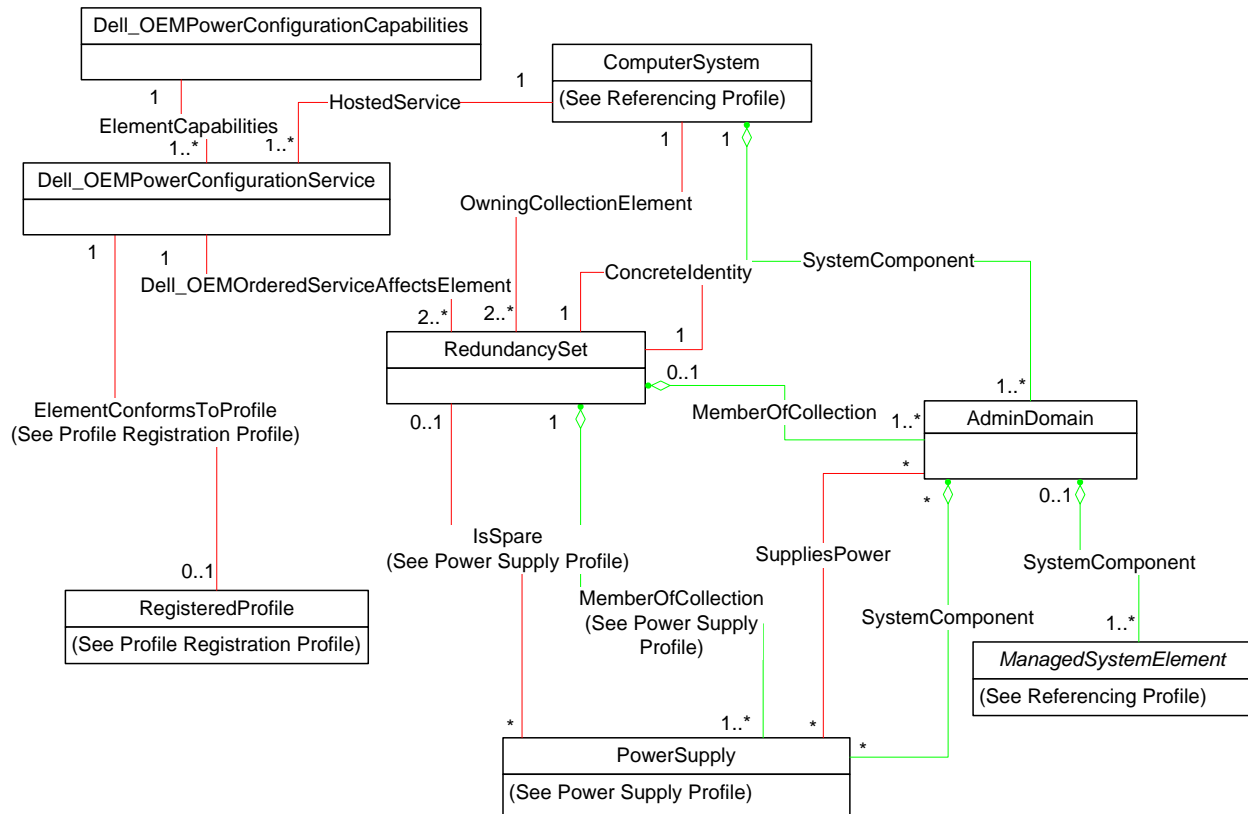 Dell_OEMPowerConfigurationCapabilities
ComputerSystem
(See Referencing Profile)
1
HostedService
1
ElementCapabilities
1..*
1..*
1
1
Dell_OEMPowerConfigurationService
OwningCollectionElement
1
1
SystemComponent
ConcreteIdentity
Dell_OEMOrderedServiceAffectsElement
2..*
2..*
1
1
RedundancySet
0..1
1..*
MemberOfCollection
1..*
AdminDomain
ElementConformsToProfile
(See Profile Registration Profile)
0..1
1
*
*
0..1
IsSpare
(See Power Supply Profile)
SuppliesPower
SystemComponent
0..1
MemberOfCollection
(See Power Supply
Profile)
SystemComponent
1..*
RegisteredProfile
(See Profile Registration Profile)
ManagedSystemElement
(See Referencing Profile)
*
1..*
*
*
PowerSupply
(See Power Supply Profile)